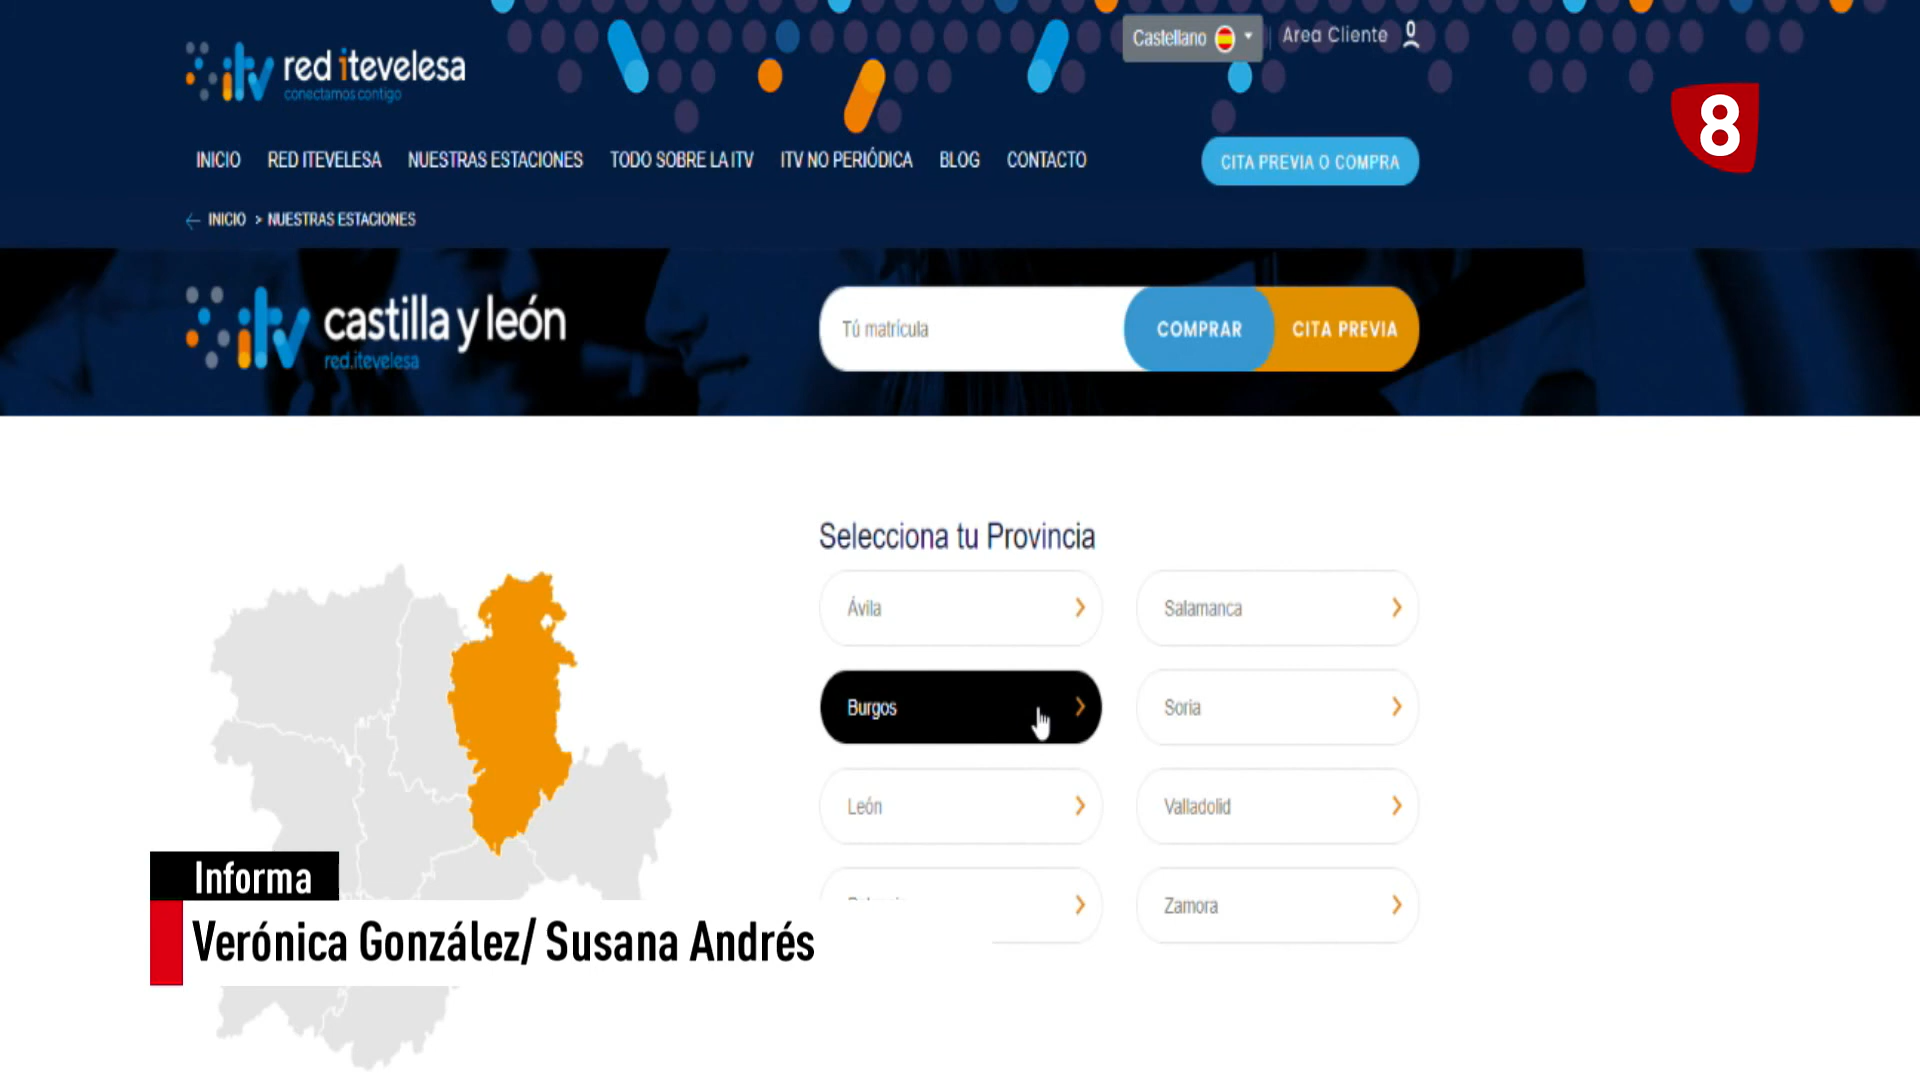 Castellano
Area Cliente
itv red itevelesa
conectamos contigo
8
INICIO RED ITEVELESA NUESTRAS ESTACIONES TODO SOBRE LA ITV ITV NO PERIÓDICA BLOG CONTACTO
CITA PREVIA O COMPRA
INICIO > NUESTRAS ESTACIONES
itv castilla y león
red.itevelesa
Tú matrícula
COMPRAR
CITA PREVIA
Selecciona tu Provincia
Ávila
Salamanca
Burgos
Soria
León
Valladolid
Zamora
Informa
Verónica González/ Susana Andrés